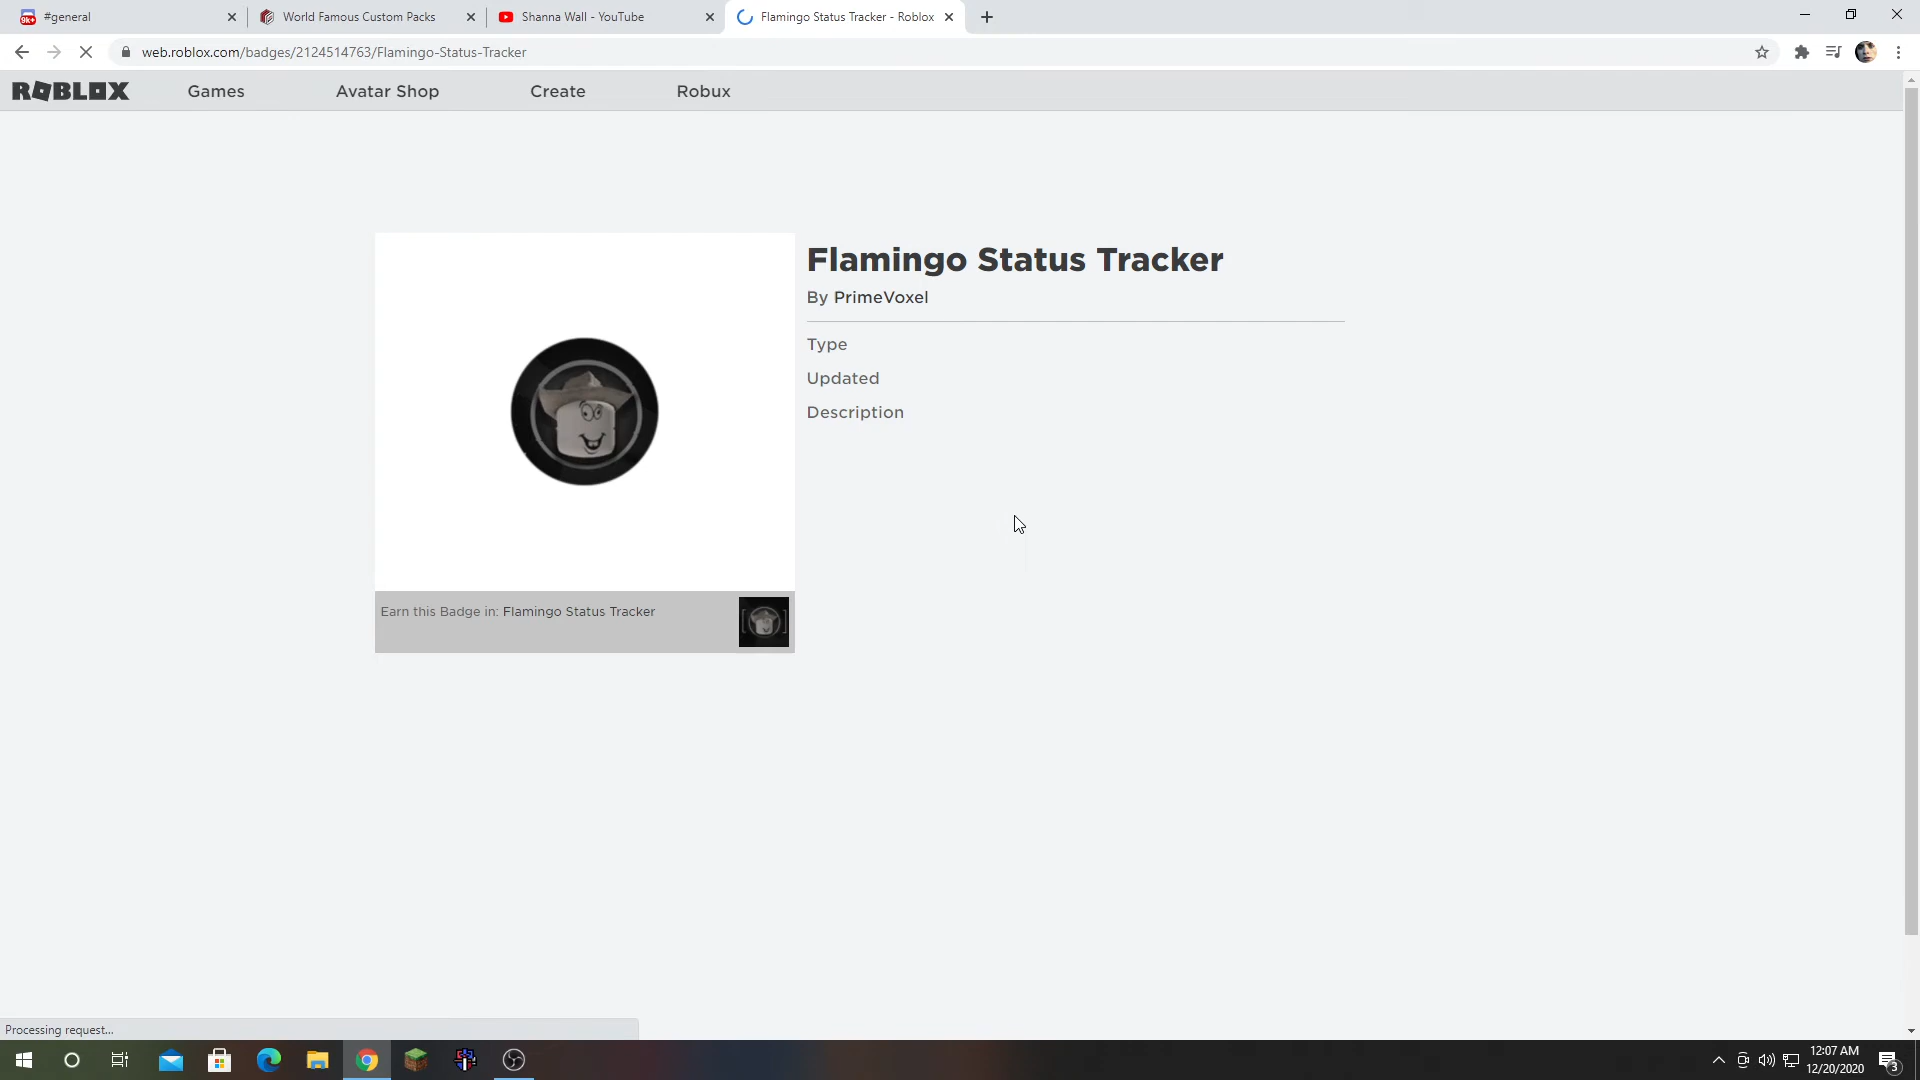 #general
World Famous Custom Packs
Shanna Wall - YouTube
Flamingo Status Tracker - Roblox
9k+
web.roblox.com/badges/2124514763/Flamingo-Status-Tracker
ROBLOX
Games
Avatar Shop
Create
Robux
Flamingo Status Tracker
By PrimeVoxel
Type
Updated
Description
Earn this Badge in: Flamingo Status Tracker
Processing request...
12:07 AM
12/20/2020
3